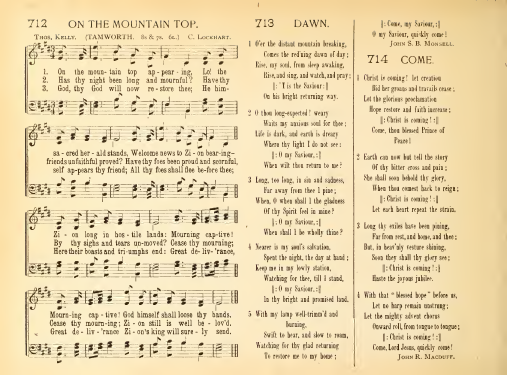 712 ON THE MOUNTAIN TOP.
Thos. Kelly. (TAMWORTH. 8s & 7s. 6l.) C. Lockhart.
1. On the moun-tain top ap-pear-ing, Lo! the
2. Has thy night been long and mournful? Have thy
3. God, thy God will now re-store thee; He him-
sa-cred her-ald stands, Welcome news to Zi-on bearing-
friends unfaithful proved? Have thy foes been proud and scornful,
self ap-pears thy friend; All thy foes shall flee be-fore thee;
Zi-on long in hos-tile lands: Mourning cap-tive!
By thy sighs and tears un-moved? Cease thy mourning;
Here their boasts and tri-umphs end: Great de-liv-'rance,
Mourn-ing cap-tive! God himself shall loose thy bands.
Cease thy mourn-ing; Zi-on still is well be-lov'd.
Great de-liv-'rance Zi-on's king will sure-ly send.
713 DAWN.
1 O'er the distant mountain breaking,
Comes the red'ning dawn of day;
Rise, my soul, from sleep awaking,
Rise, and sing, and watch, and pray;
||: 'T is the Saviour :||
On his bright returning way.
2 O thou long-expected! weary
Waits my anxious soul for thee;
Life is dark, and earth is dreary
Where thy light I do not see:
||: O my Saviour, :||
When wilt thou return to me?
3 Long, too long, in sin and sadness,
Far away from thee I pine;
When, O when shall I the gladness
Of thy Spirit feel in mine?
||: O my Saviour, :||
When shall I be wholly thine?
4 Nearer is my soul's salvation,
Spent the night, the day at hand;
Keep me in my lowly station,
Watching for thee, till I stand,
||: O my Saviour, :||
In thy bright and promised land.
5 With my lamp well-trimm'd and
burning,
Swift to hear, and slow to roam,
Watching for thy glad returning
To restore me to my home;
||: Come, my Saviour, :||
O my Saviour, quickly come!
John S. B. Monsell.
714 COME.
1 Christ is coming! let creation
Bid her groans and travail cease;
Let the glorious proclamation
Hope restore and faith increase;
||: Christ is coming! :||
Come, thou blessed Prince of
Peace!
2 Earth can now but tell the story
Of thy bitter cross and pain;
She shall soon behold thy glory,
When thou comest back to reign;
||: Christ is coming! :||
Let each heart repeat the strain.
3 Long thy exiles have been pining,
Far from rest, and home, and thee;
But, in heav'nly vesture shining,
Soon they shall thy glory see;
||: Christ is coming! :||
Haste the joyous jubilee.
4 With that "blessed hope" before us,
Let no harp remain unstrung;
Let the mighty advent chorus
Onward roll, from tongue to tongue;
||: Christ is coming! :||
Come, Lord Jesus, quickly come!
John R. Macduff.